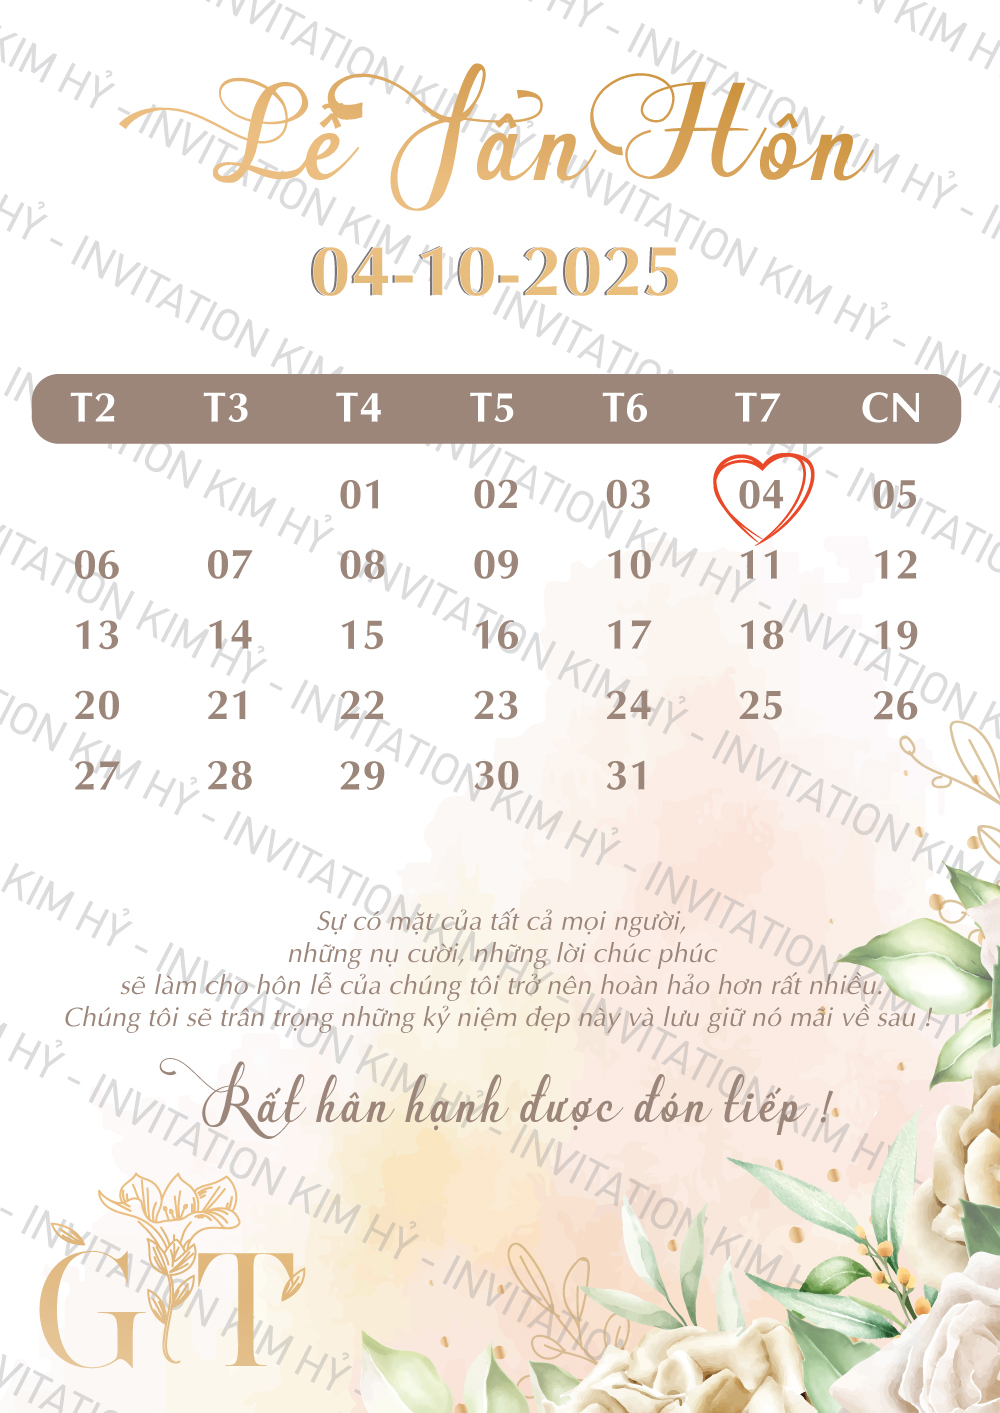 Lễ Tân Hôn
04-10-2025
T2 T3 T4 T5 T6 T7 CN
01 02 03 04 05
06 07 08 09 10 11 12
13 14 15 16 17 18 19
20 21 22 23 24 25 26
27 28 29 30 31
Sự có mặt của tất cả mọi người,
những nụ cười, những lời chúc phúc
sẽ làm cho hôn lễ của chúng tôi trở nên hoàn hảo hơn rất nhiều.
Chúng tôi sẽ trân trọng những kỷ niệm đẹp này và lưu giữ nó mãi về sau !
Rất hân hạnh được đón tiếp !
G T
INVITATION KIM HỶ - INVITATION KIM HỶ - INVITATION KIM HỶ